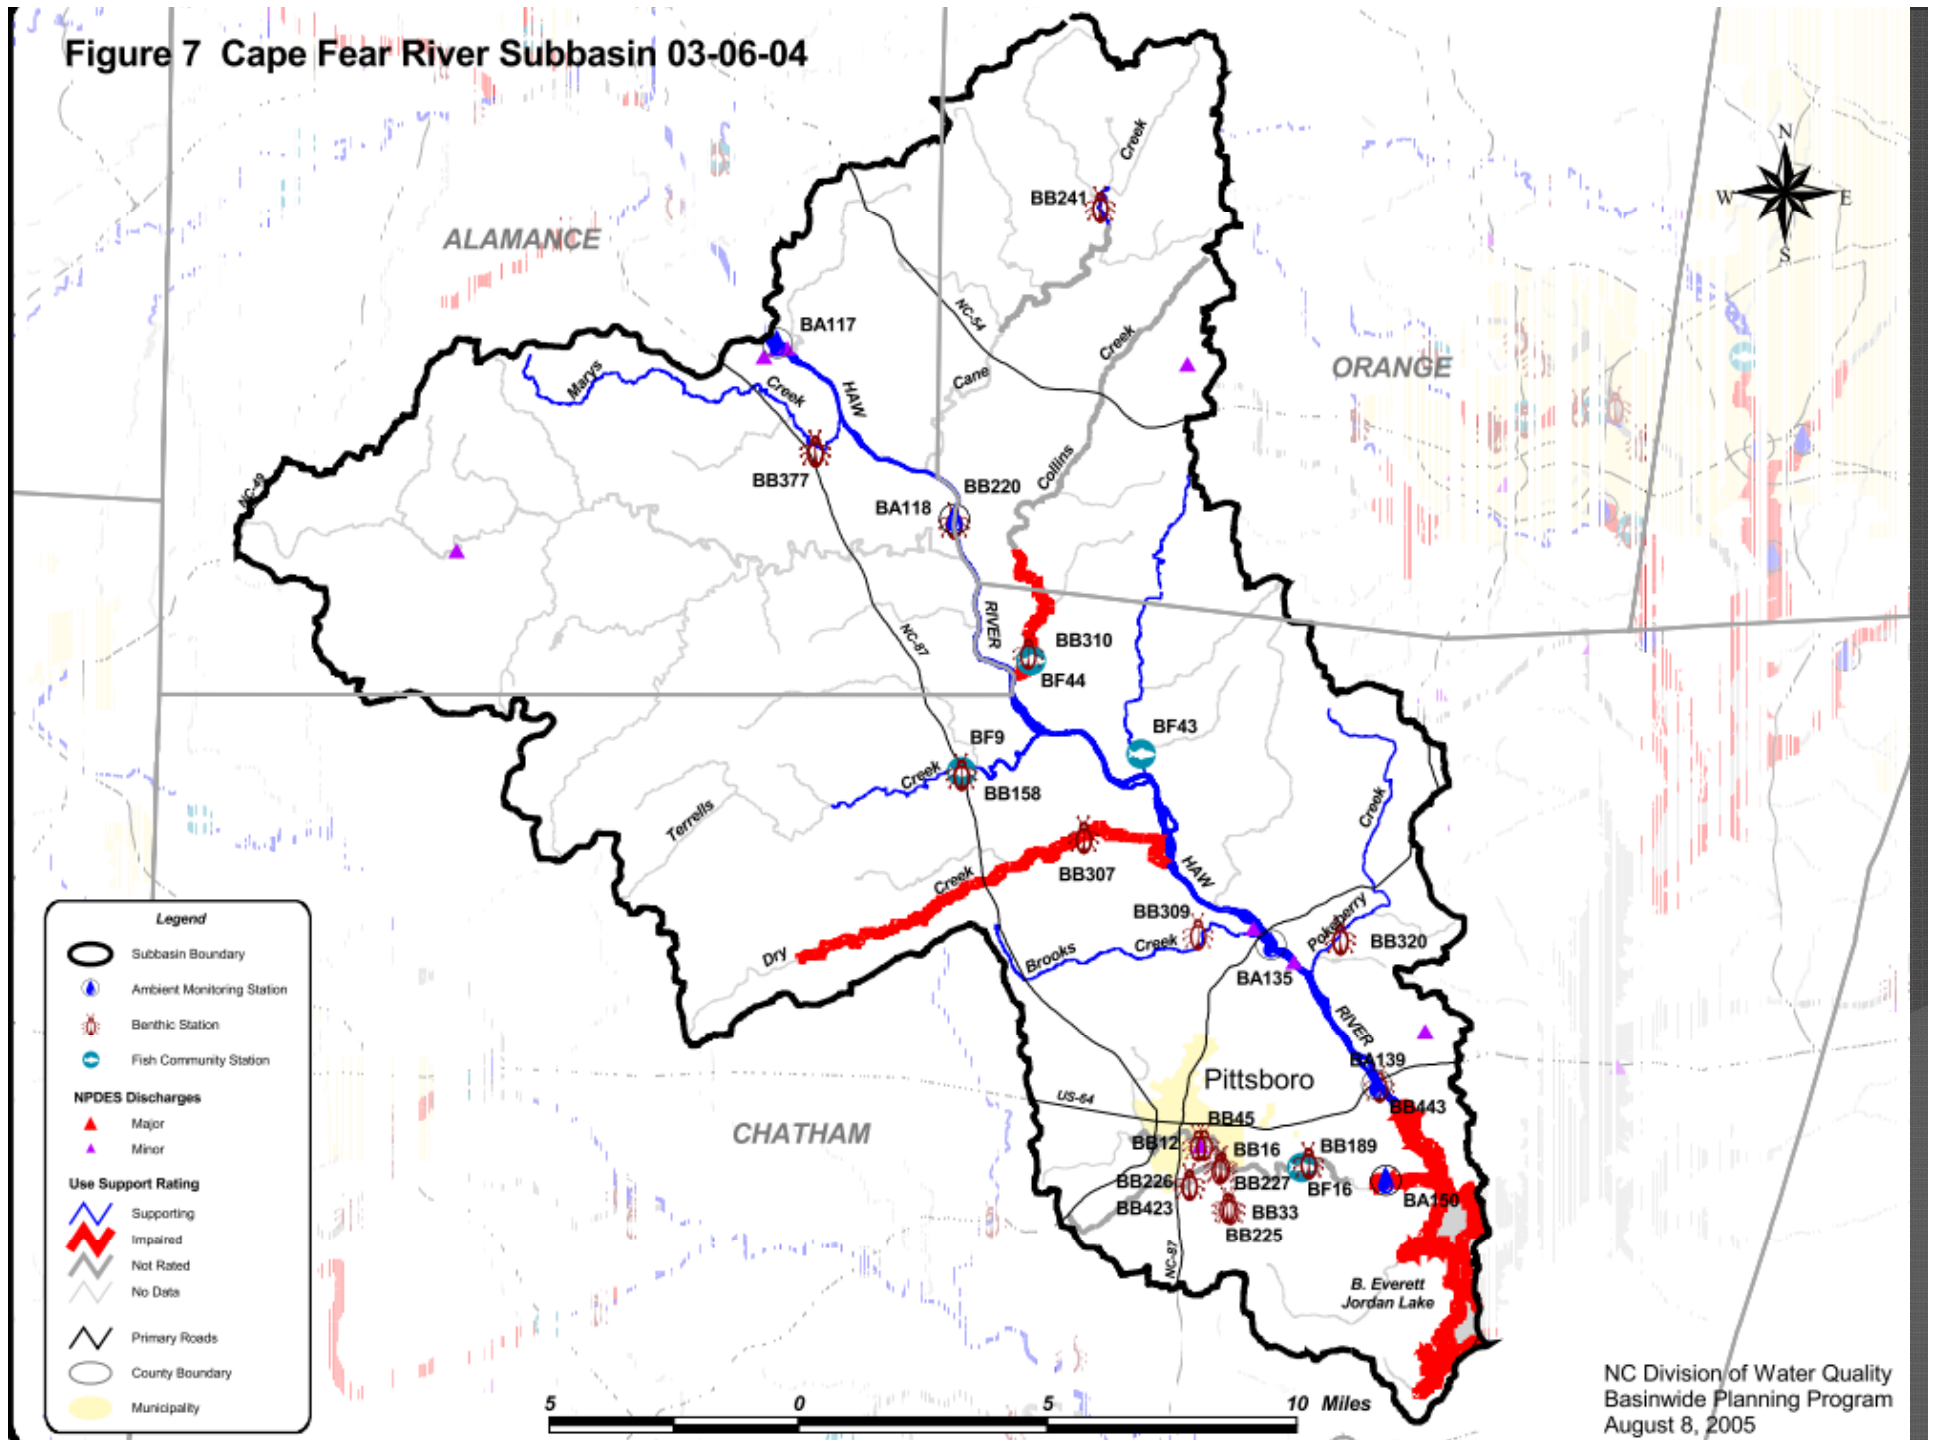 Figure 7 Cape Fear River Subbasin 03-06-04
N
W
E
S
ALAMANCE
ORANGE
CHATHAM
Creek
BB241
BA117
NC-54
Creek
Marys
Creek
HAW
Cane
Collins
NC-49
BB377
BB220
BA118
RIVER
NC-87
BB310
BF44
BF43
BF9
Creek
BB158
Terrells
Creek
BB307
Creek
HAW
Dry
BB309
Brooks
Creek
Pokeberry
BB320
BA135
RIVER
BA139
Pittsboro
US-64
BB443
BB45
BB12
BB16
BB189
BB226
BB227
BF16
BA150
BB423
BB33
BB225
NC-87
B. Everett
Jordan Lake
Legend
Subbasin Boundary
Ambient Monitoring Station
Benthic Station
Fish Community Station
NPDES Discharges
Major
Minor
Use Support Rating
Supporting
Impaired
Not Rated
No Data
Primary Roads
County Boundary
Municipality
5 0 5 10 Miles
NC Division of Water Quality
Basinwide Planning Program
August 8, 2005